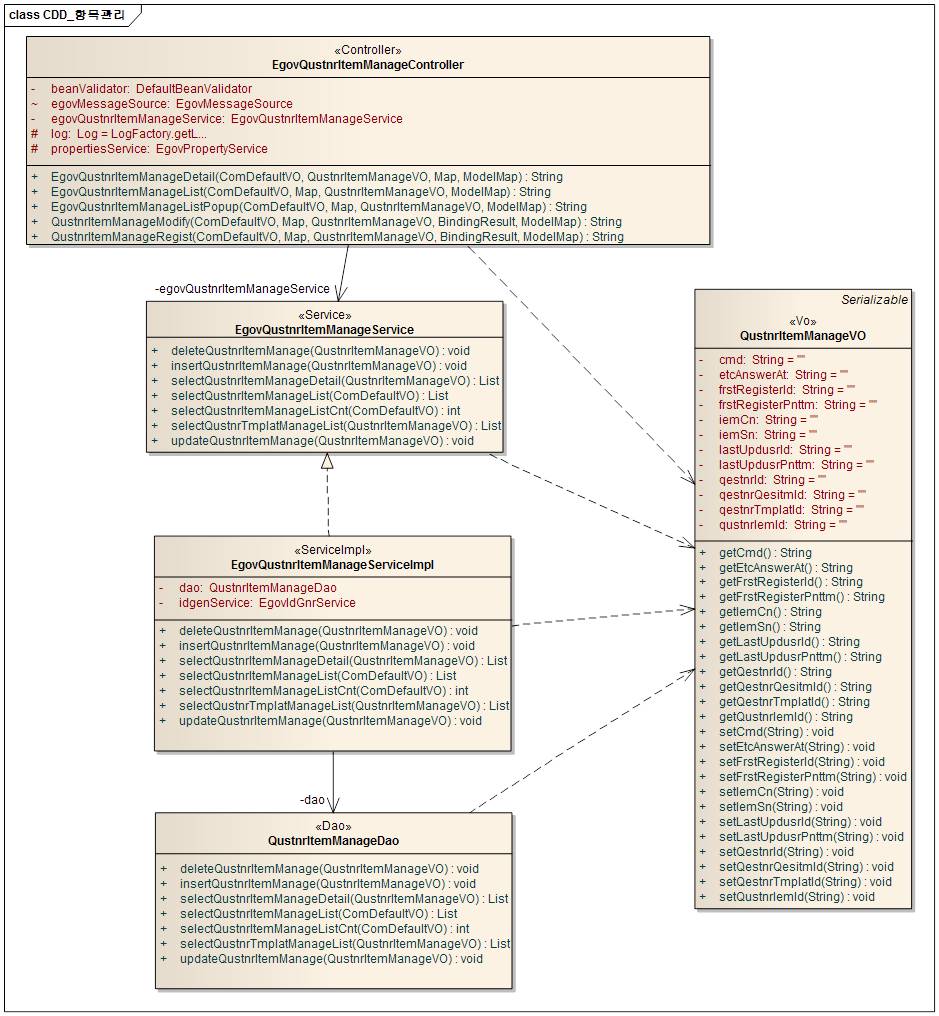 class CDD_항목관리
«Controller»
EgovQustnrItemManageController
- beanValidator: DefaultBeanValidator
~ egovMessageSource: EgovMessageSource
- egovQustnrItemManageService: EgovQustnrItemManageService
# log: Log = LogFactory.getL...
# propertiesService: EgovPropertyService
+ EgovQustnrItemManageDetail(ComDefaultVO, QustnrItemManageVO, Map, ModelMap) : String
+ EgovQustnrItemManageList(ComDefaultVO, Map, QustnrItemManageVO, ModelMap) : String
+ EgovQustnrItemManageListPopup(ComDefaultVO, Map, QustnrItemManageVO, ModelMap) : String
+ QustnrItemManageModify(ComDefaultVO, Map, QustnrItemManageVO, BindingResult, ModelMap) : String
+ QustnrItemManageRegist(ComDefaultVO, Map, QustnrItemManageVO, BindingResult, ModelMap) : String
-egovQustnrItemManageService
«Service»
EgovQustnrItemManageService
+ deleteQustnrItemManage(QustnrItemManageVO) : void
+ insertQustnrItemManage(QustnrItemManageVO) : void
+ selectQustnrItemManageDetail(QustnrItemManageVO) : List
+ selectQustnrItemManageList(ComDefaultVO) : List
+ selectQustnrItemManageListCnt(ComDefaultVO) : int
+ selectQustnrTmplatManageList(QustnrItemManageVO) : List
+ updateQustnrItemManage(QustnrItemManageVO) : void
«ServiceImpl»
EgovQustnrItemManageServiceImpl
- dao: QustnrItemManageDao
- idgenService: EgovIdGnrService
+ deleteQustnrItemManage(QustnrItemManageVO) : void
+ insertQustnrItemManage(QustnrItemManageVO) : void
+ selectQustnrItemManageDetail(QustnrItemManageVO) : List
+ selectQustnrItemManageList(ComDefaultVO) : List
+ selectQustnrItemManageListCnt(ComDefaultVO) : int
+ selectQustnrTmplatManageList(QustnrItemManageVO) : List
+ updateQustnrItemManage(QustnrItemManageVO) : void
-dao
«Dao»
QustnrItemManageDao
+ deleteQustnrItemManage(QustnrItemManageVO) : void
+ insertQustnrItemManage(QustnrItemManageVO) : void
+ selectQustnrItemManageDetail(QustnrItemManageVO) : List
+ selectQustnrItemManageList(ComDefaultVO) : List
+ selectQustnrItemManageListCnt(ComDefaultVO) : int
+ selectQustnrTmplatManageList(QustnrItemManageVO) : List
+ updateQustnrItemManage(QustnrItemManageVO) : void
Serializable
«Vo»
QustnrItemManageVO
- cmd: String = ""
- etcAnswerAt: String = ""
- frstRegisterId: String = ""
- frstRegisterPnttm: String = ""
- iemCn: String = ""
- iemSn: String = ""
- lastUpdusrId: String = ""
- lastUpdusrPnttm: String = ""
- qestnrId: String = ""
- qestnrQesitmId: String = ""
- qestnrTmplatId: String = ""
- qustnrIemId: String = ""
+ getCmd() : String
+ getEtcAnswerAt() : String
+ getFrstRegisterId() : String
+ getFrstRegisterPnttm() : String
+ getIemCn() : String
+ getIemSn() : String
+ getLastUpdusrId() : String
+ getLastUpdusrPnttm() : String
+ getQestnrId() : String
+ getQestnrQesitmId() : String
+ getQestnrTmplatId() : String
+ getQustnrIemId() : String
+ setCmd(String) : void
+ setEtcAnswerAt(String) : void
+ setFrstRegisterId(String) : void
+ setFrstRegisterPnttm(String) : void
+ setIemCn(String) : void
+ setIemSn(String) : void
+ setLastUpdusrId(String) : void
+ setLastUpdusrPnttm(String) : void
+ setQestnrId(String) : void
+ setQestnrQesitmId(String) : void
+ setQestnrTmplatId(String) : void
+ setQustnrIemId(String) : void